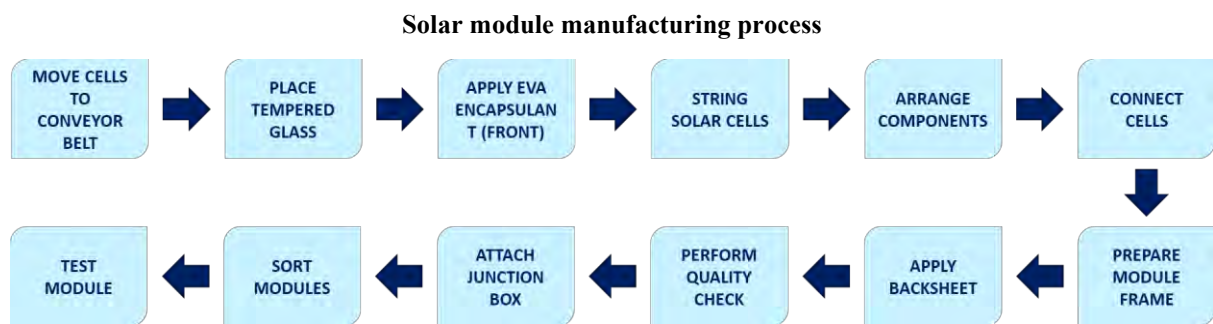 Solar module manufacturing process
MOVE CELLS
TO
CONVEYOR
BELT
PLACE
TEMPERED
GLASS
APPLY EVA
ENCAPSULAN
T (FRONT)
STRING
SOLAR CELLS
ARRANGE
COMPONENTS
CONNECT
CELLS
PREPARE
MODULE
FRAME
APPLY
BACKSHEET
PERFORM
QUALITY
CHECK
ATTACH
JUNCTION
BOX
SORT
MODULES
TEST
MODULE